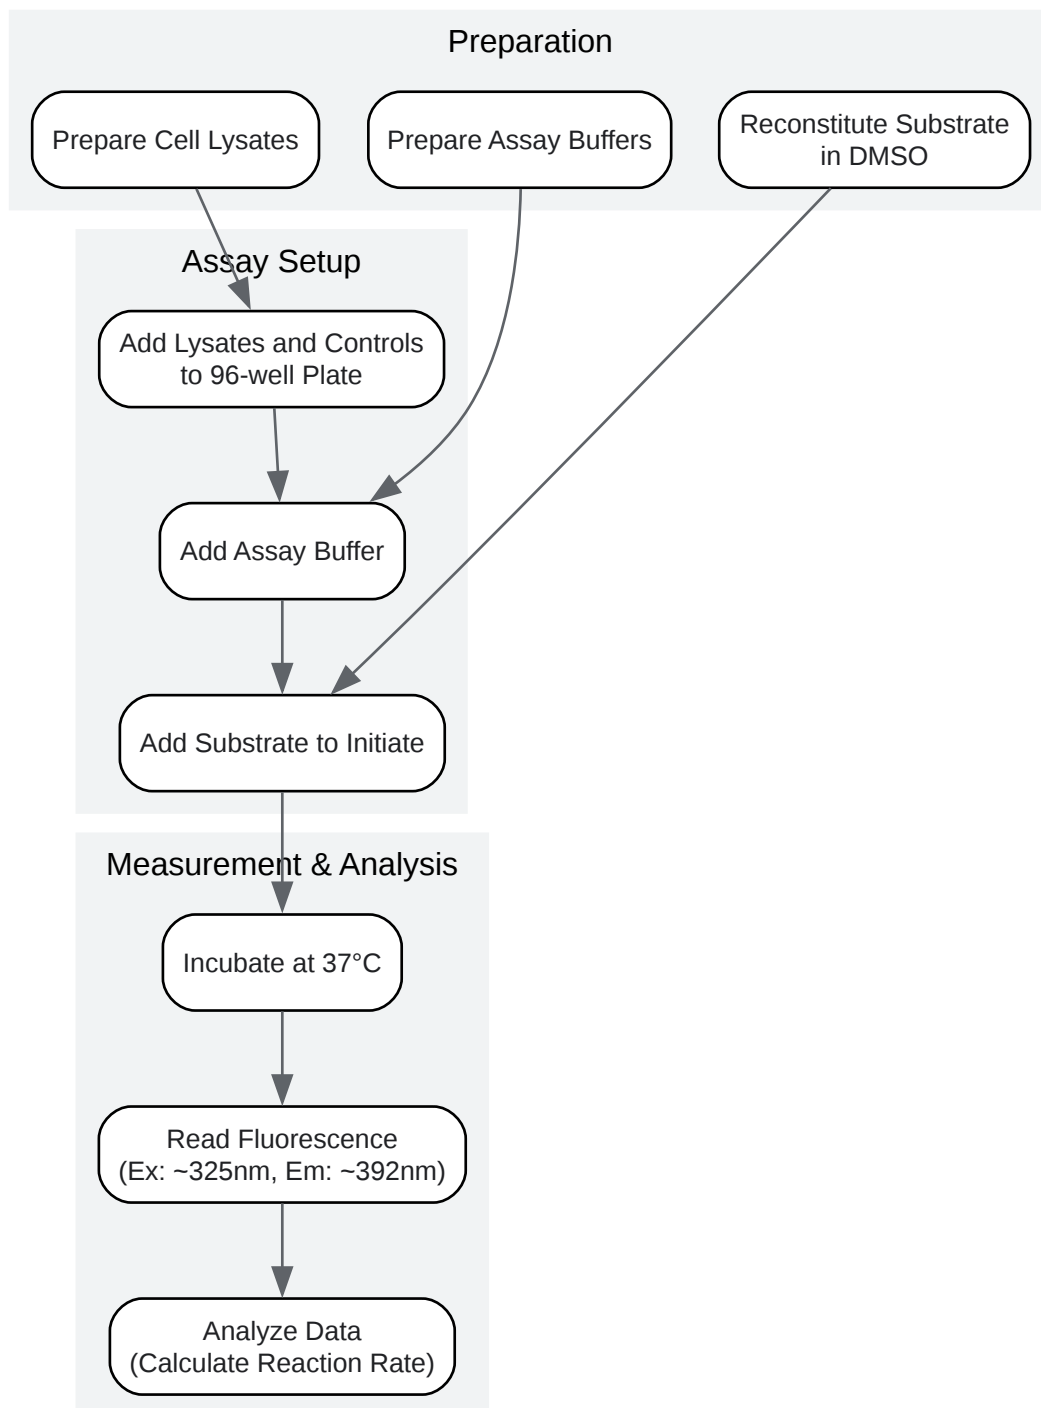 Preparation
Prepare Cell Lysates
Prepare Assay Buffers
Reconstitute Substrate
in DMSO
Assay Setup
Add Lysates and Controls
to 96-well Plate
Add Assay Buffer
Add Substrate to Initiate
Measurement & Analysis
Incubate at 37°C
Read Fluorescence
(Ex: ~325nm, Em: ~392nm)
Analyze Data
(Calculate Reaction Rate)